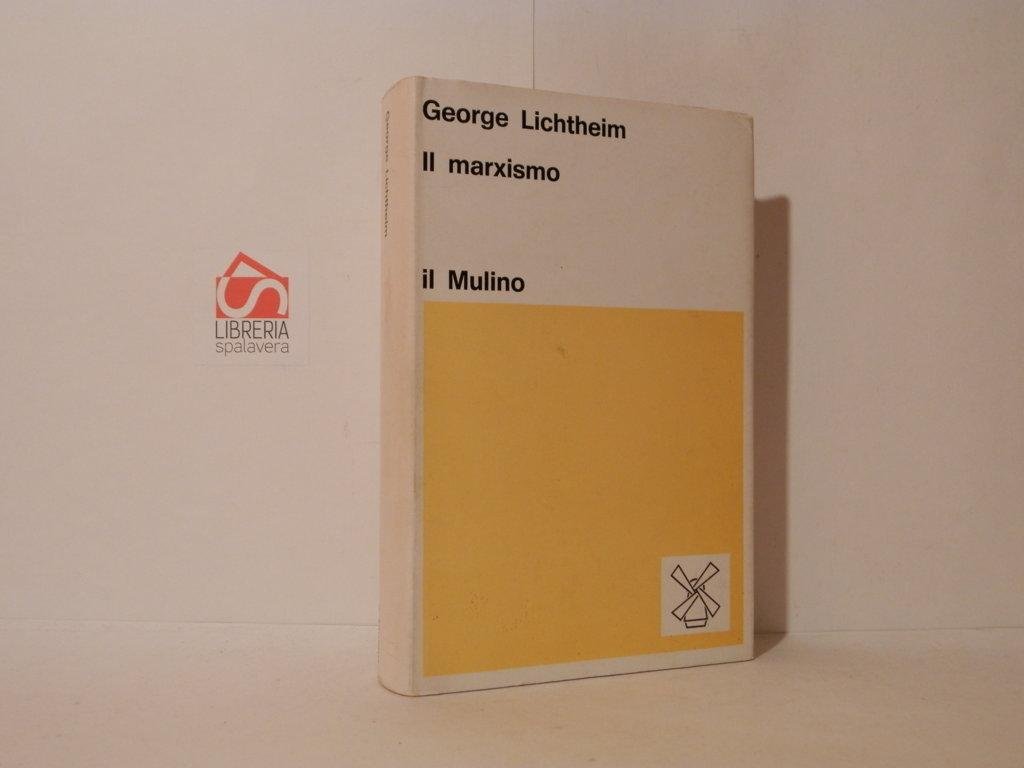 George Lichtheim
Il marxismo
il Mulino
George Lichtheim
LIBRERIA
spalavera